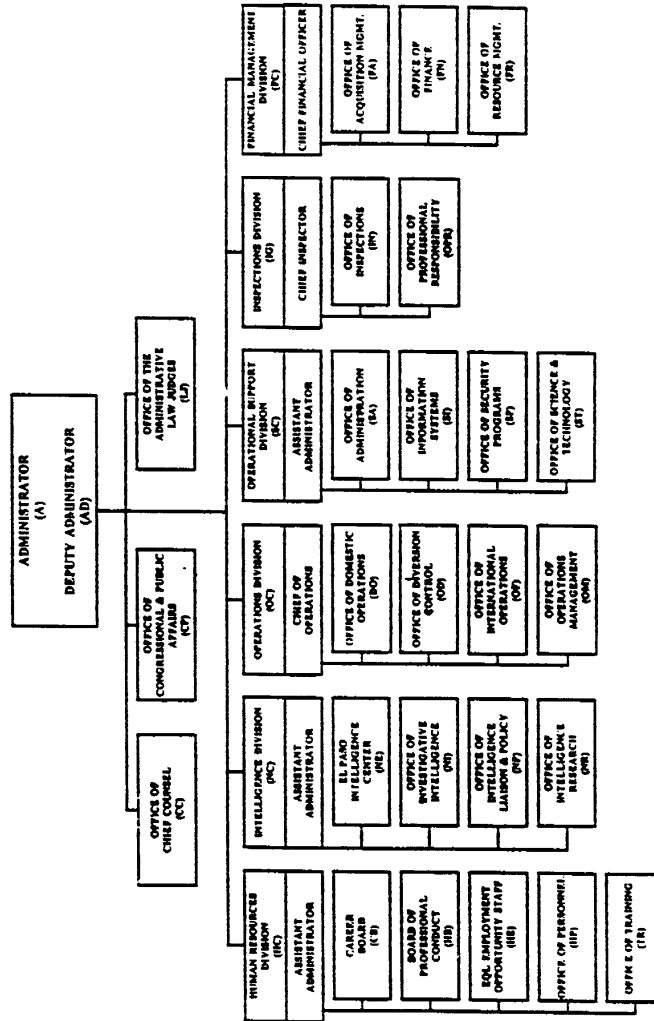 ADMINISTRATOR
(A)
DEPUTY ADMINISTRATOR
(AD)
OFFICE OF
CHIEF COUNSEL
(CC)
OFFICE OF
CONGRESSIONAL & PUBLIC
AFFAIRS
(CP)
OFFICE OF THE
ADMINISTRATIVE
LAW JUDGES
(LJ)
HUMAN RESOURCES
DIVISION
(HC)
ASSISTANT
ADMINISTRATOR
CAREER
BOARD
(CB)
BOARD OF
PROFESSIONAL
CONDUCT
(HB)
EQL EMPLOYMENT
OPPORTUNITY STAFF
(HE)
OFFICE OF PERSONNEL
(HP)
OFFICE OF TRAINING
(TR)
INTELLIGENCE DIVISION
(NC)
ASSISTANT
ADMINISTRATOR
EL PASO
INTELLIGENCE
CENTER
(NE)
OFFICE OF
INVESTIGATIVE
INTELLIGENCE
(NI)
OFFICE OF
INTELLIGENCE
LIAISON & POLICY
(NP)
OFFICE OF
INTELLIGENCE
RESEARCH
(NR)
OPERATIONS DIVISION
(OC)
CHIEF OF
OPERATIONS
OFFICE OF DOMESTIC
OPERATIONS
(DO)
OFFICE OF DIVERSION
CONTROL
(OD)
OFFICE OF
INTERNATIONAL
OPERATIONS
(OF)
OFFICE OF
OPERATIONS
MANAGEMENT
(OM)
OPERATIONAL SUPPORT
DIVISION
(SC)
ASSISTANT
ADMINISTRATOR
OFFICE OF
ADMINISTRATION
(SA)
OFFICE OF
INFORMATION
SYSTEMS
(SI)
OFFICE OF SECURITY
PROGRAMS
(SP)
OFFICE OF SCIENCE &
TECHNOLOGY
(ST)
INSPECTIONS DIVISION
(IG)
CHIEF INSPECTOR
OFFICE OF
INSPECTIONS
(IN)
OFFICE OF
PROFESSIONAL
RESPONSIBILITY
(OPR)
FINANCIAL MANAGEMENT
DIVISION
(FC)
CHIEF FINANCIAL OFFICER
OFFICE OF
ACQUISITION MGMT.
(FA)
OFFICE OF
FINANCE
(FN)
OFFICE OF
RESOURCE MGMT.
(FR)